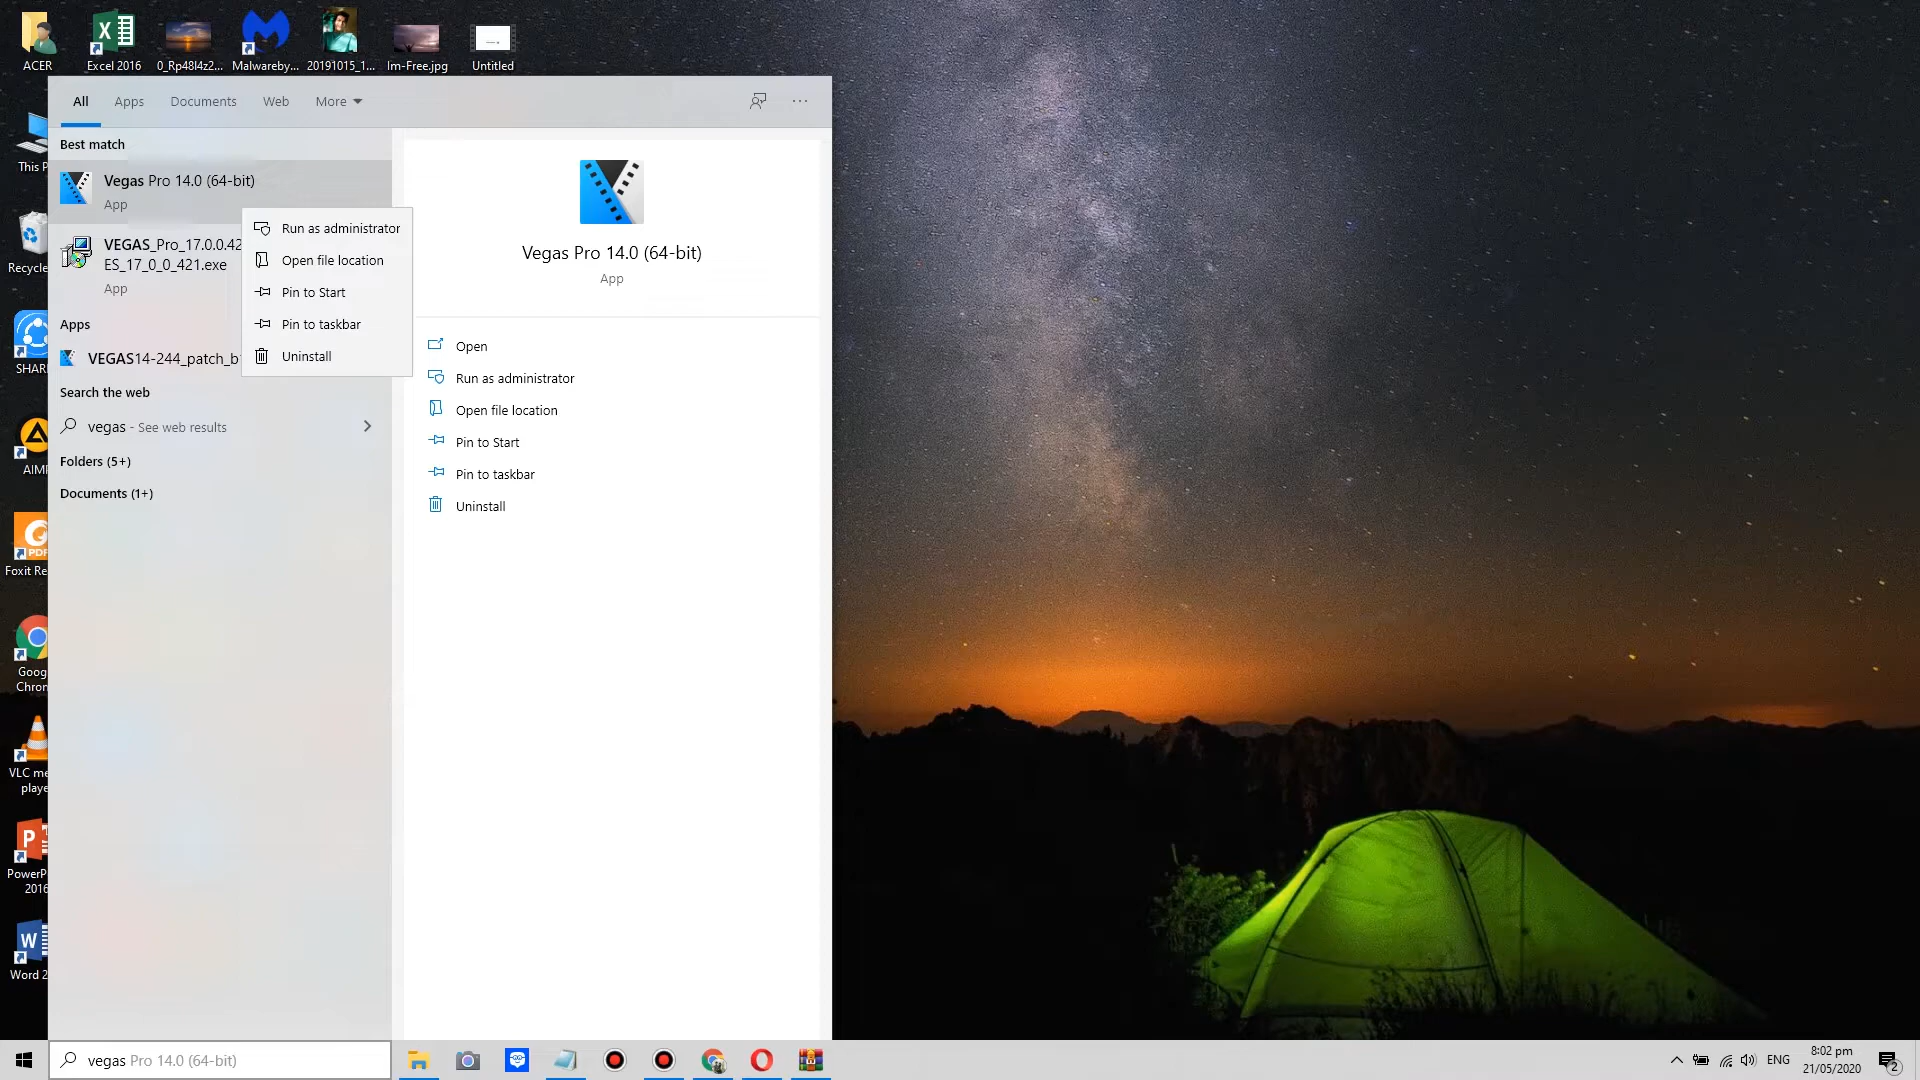 ACER
Excel 2016
0_Rp48l4z2...
Malwareby...
20191015_1...
Im-Free.jpg
Untitled
All
Apps
Documents
Web
More
Best match
Vegas Pro 14.0 (64-bit)
App
VEGAS_Pro_17.0.0.42
ES_17_0_0_421.exe
App
Apps
VEGAS14-244_patch_b
Search the web
vegas - See web results
Folders (5+)
Documents (1+)
Run as administrator
Open file location
Pin to Start
Pin to taskbar
Uninstall
Vegas Pro 14.0 (64-bit)
App
Open
Run as administrator
Open file location
Pin to Start
Pin to taskbar
Uninstall
This P
Recycle
SHAR
AIM
PDF
Foxit Re
Goog
Chron
VLC me
playe
PowerP
2016
Word 2
vegas Pro 14.0 (64-bit)
ENG
8:02 pm
21/05/2020
2